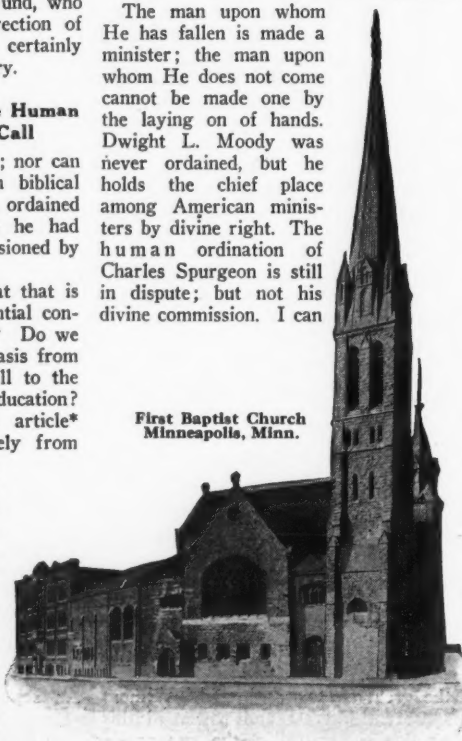 und, who
rection of
certainly
ry.
Human
Call
; nor can
biblical
ordained
he had
sioned by
at that is
ntial con-
Do we
asis from
ll to the
ducation?
article*
ely from
The man upon whom
He has fallen is made a
minister; the man upon
whom He does not come
cannot be made one by
the laying on of hands.
Dwight L. Moody was
never ordained, but he
holds the chief place
among American minis-
ters by divine right. The
human ordination of
Charles Spurgeon is still
in dispute; but not his
divine commission. I can
First Baptist Church
Minneapolis, Minn.